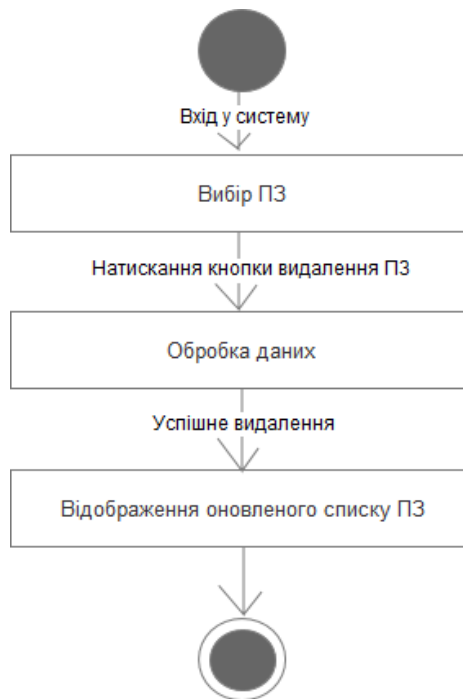 Вхід у систему
Вибір ПЗ
Натискання кнопки видалення ПЗ
Обробка даних
Успішне видалення
Відображення оновленого списку ПЗ